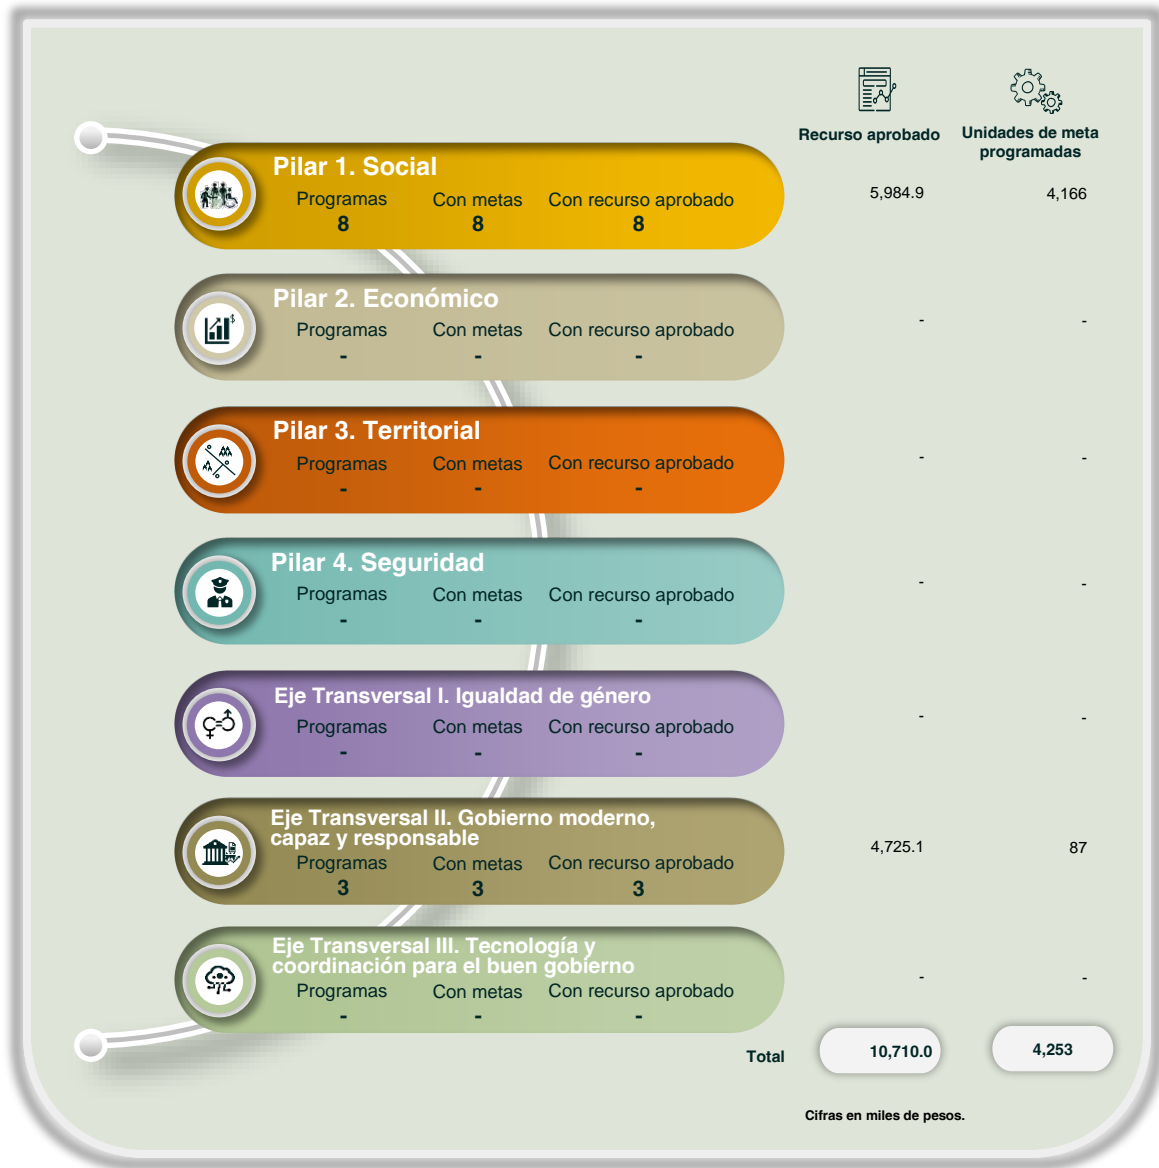 Recurso aprobado
Unidades de meta
programadas
Pilar 1. Social
Programas Con metas Con recurso aprobado
8 8 8
5,984.9 4,166
Pilar 2. Económico
Programas Con metas Con recurso aprobado
- - -
- -
Pilar 3. Territorial
Programas Con metas Con recurso aprobado
- - -
- -
Pilar 4. Seguridad
Programas Con metas Con recurso aprobado
- - -
- -
Eje Transversal I. Igualdad de género
Programas Con metas Con recurso aprobado
- - -
- -
Eje Transversal II. Gobierno moderno,
capaz y responsable
Programas Con metas Con recurso aprobado
3 3 3
4,725.1 87
Eje Transversal III. Tecnología y
coordinación para el buen gobierno
Programas Con metas Con recurso aprobado
- - -
- -
Total 10,710.0 4,253
Cifras en miles de pesos.